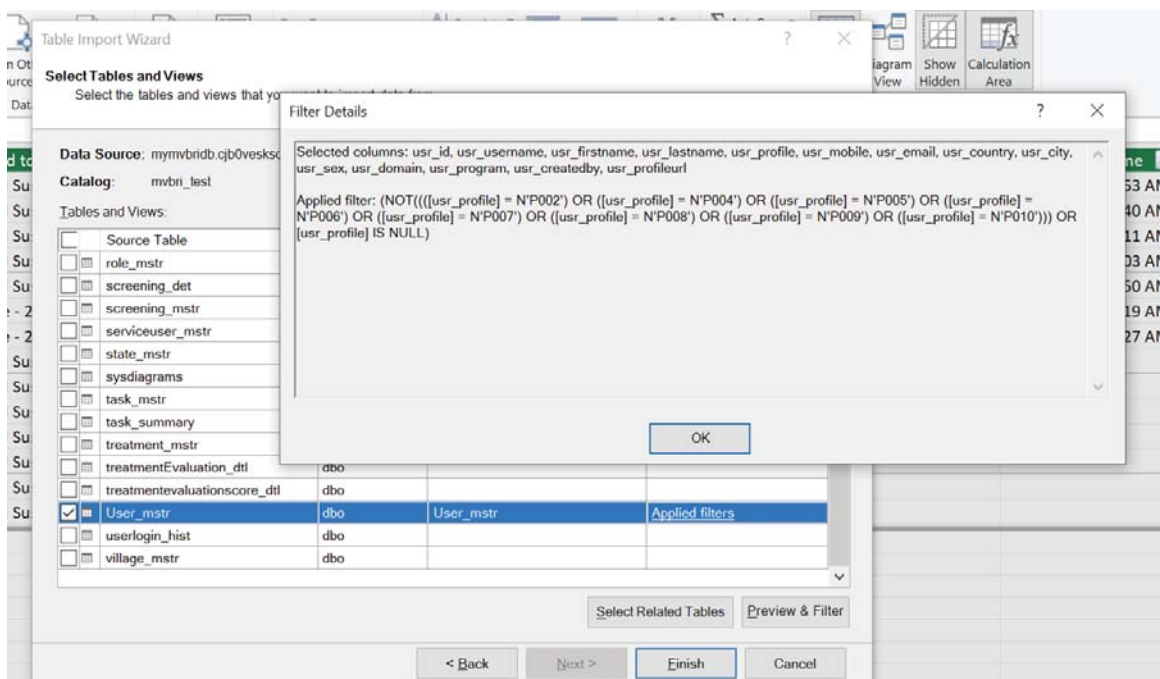 Table Import Wizard
?
Select Tables and Views
Select the tables and views that
Data Source: 
Catalog: mvbri_test
Tables and Views:
Source Table
role_mstr
screening_det
screening_mstr
serviceuser_mstr
state_mstr
sysdiagrams
task_mstr
task_summary
treatment_mstr
treatmentEvaluation_dtl dbo
treatmentevaluationscore_dtl dbo
User_mstr dbo User_mstr Applied filters
userlogin_hist dbo
village_mstr dbo
Select Related Tables Preview & Filter
< Back Next > Finish Cancel
Filter Details ?
Selected columns: usr_id, usr_username, usr_firstname, usr_lastname, usr_profile, usr_mobile, usr_email, usr_country, usr_city,
usr_sex, usr_domain, usr_program, usr_createdby, usr_profileurl
Applied filter: (NOT((([usr_profile] = N'P002') OR ([usr_profile] = N'P004') OR ([usr_profile] = N'P005') OR ([usr_profile] =
N'P006') OR ([usr_profile] = N'P007') OR ([usr_profile] = N'P008') OR ([usr_profile] = N'P009') OR ([usr_profile] = N'P010'))) OR
[usr_profile] IS NULL)
OK
View
Show
Hidden
Calculation
Area